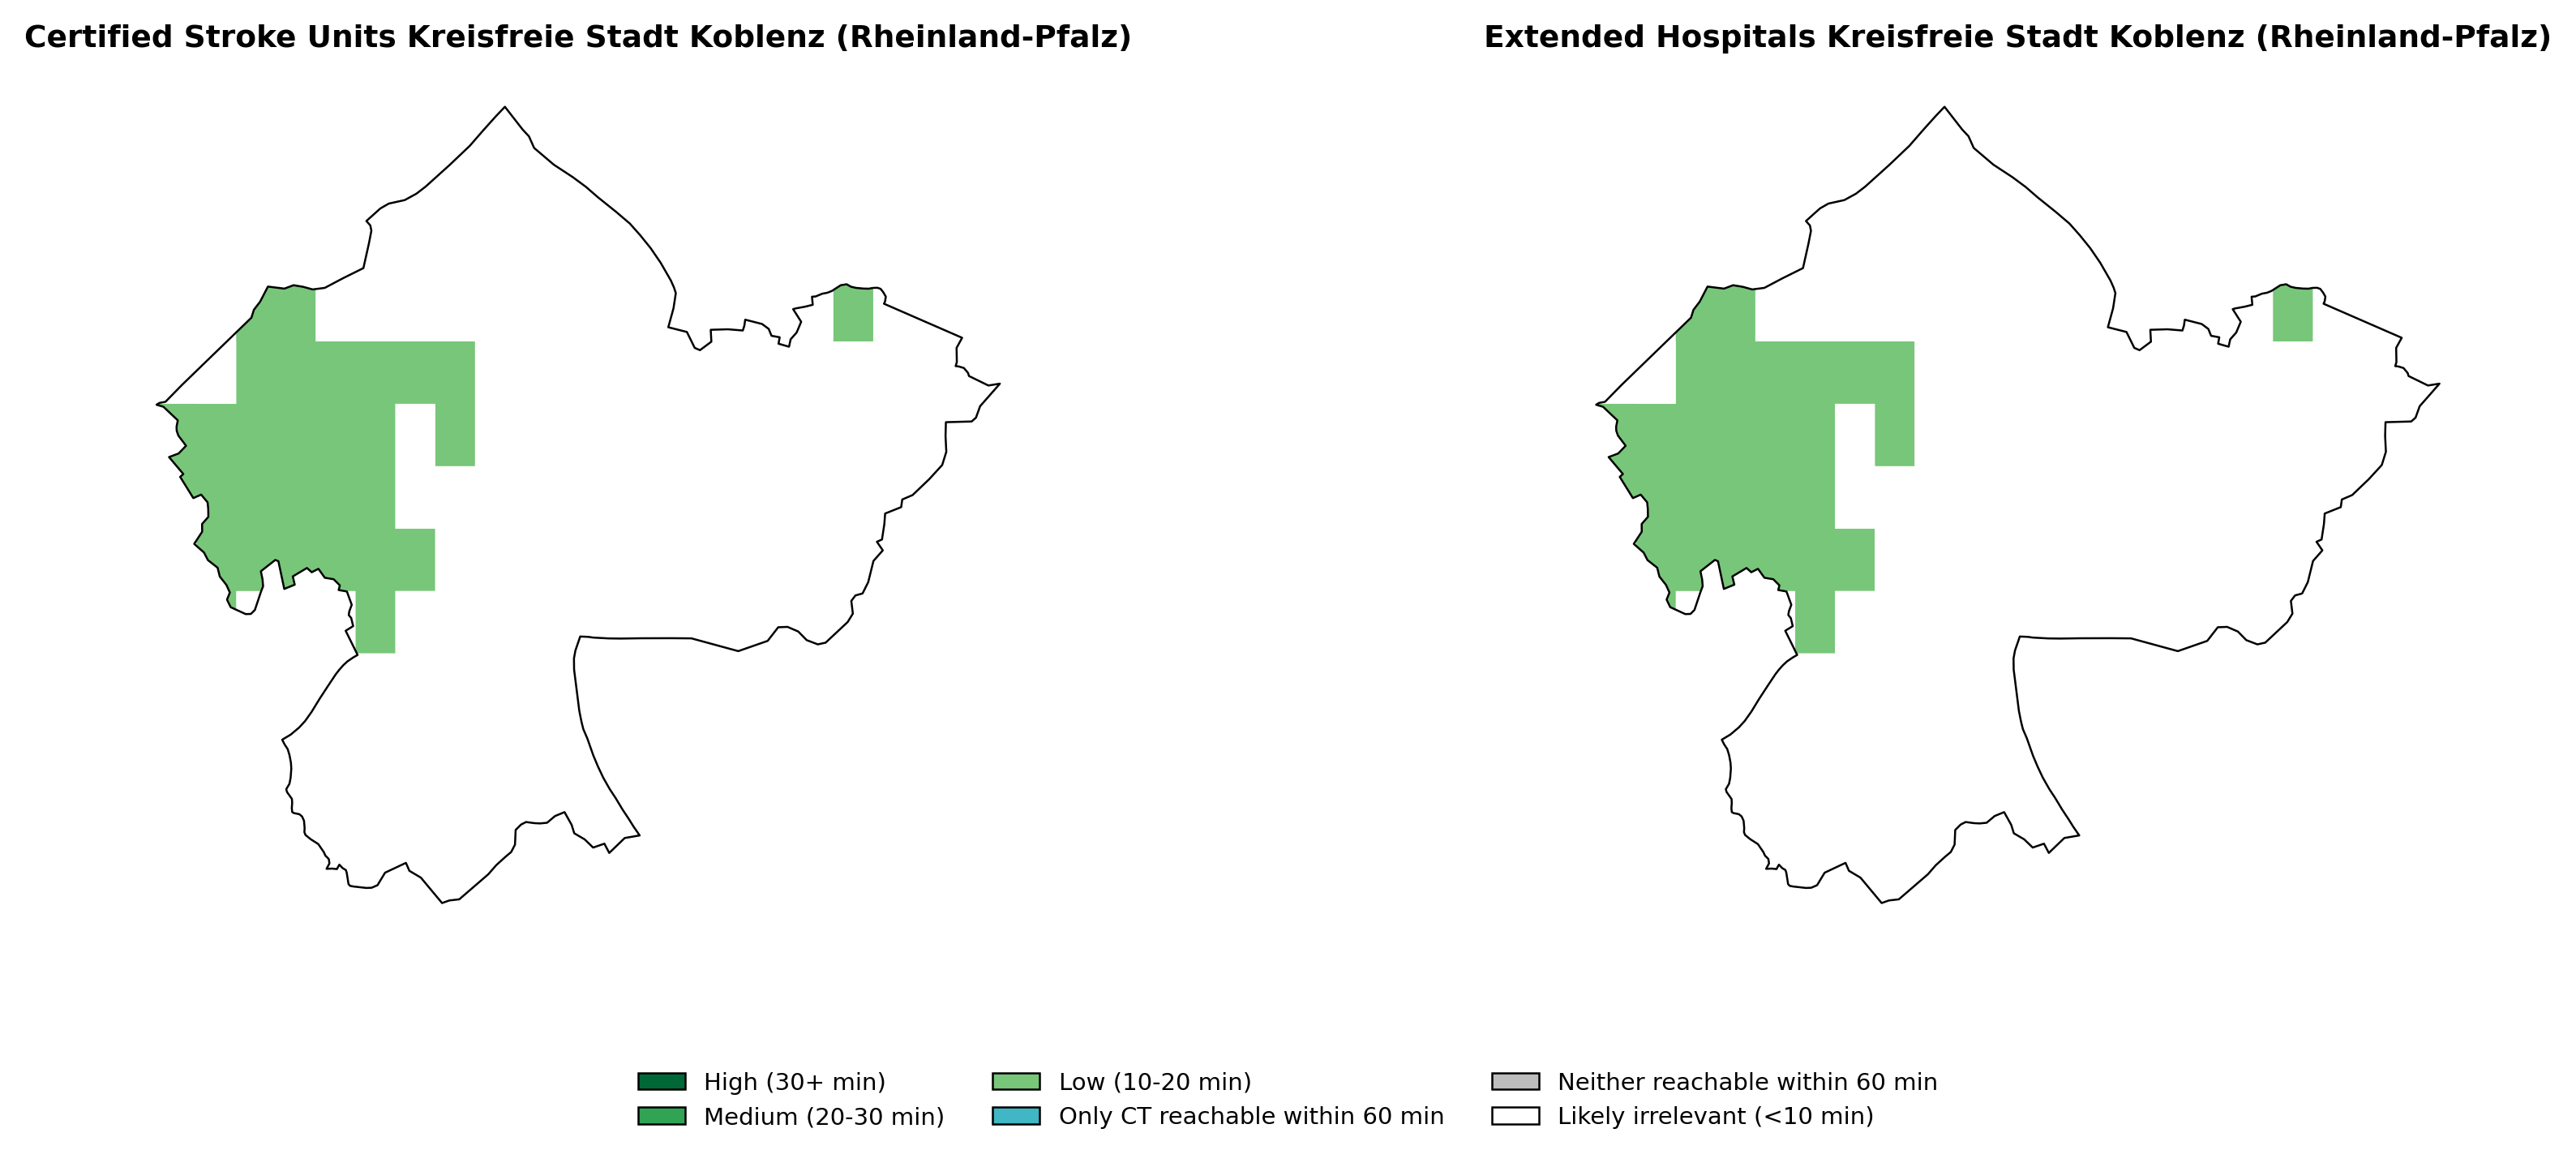 Certified Stroke Units Kreisfreie Stadt Koblenz (Rheinland-Pfalz)
Extended Hospitals Kreisfreie Stadt Koblenz (Rheinland-Pfalz)
High (30+ min)
Medium (20-30 min)
Low (10-20 min)
Only CT reachable within 60 min
Neither reachable within 60 min
Likely irrelevant (<10 min)